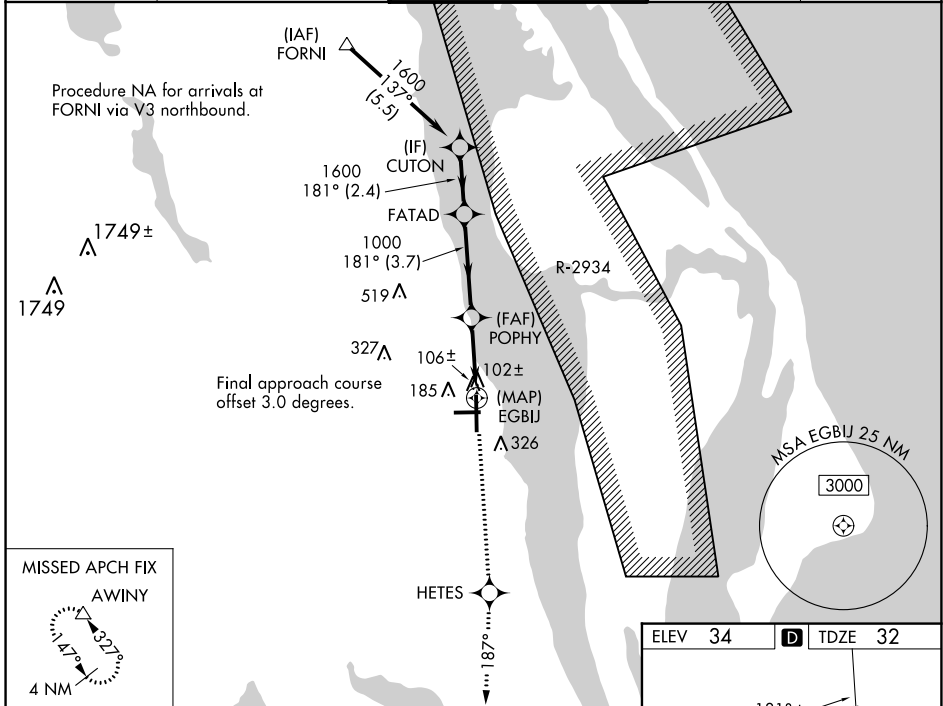 (IAF)
FORNI
1600
137°
(5.5)
Procedure NA for arrivals at
FORNI via V3 northbound.
(IF)
CUTON
1600
181° (2.4)
FATAD
1749±
1000
181° (3.7)
R-2934
1749
519
(FAF)
POPHY
327
106±
102±
Final approach course
offset 3.0 degrees.
185
(MAP)
EGBIJ
326
MSA EGBIJ 25 NM
3000
MISSED APCH FIX
AWINY
HETES
327°
147°
4 NM
187°
ELEV 34
D
TDZE 32